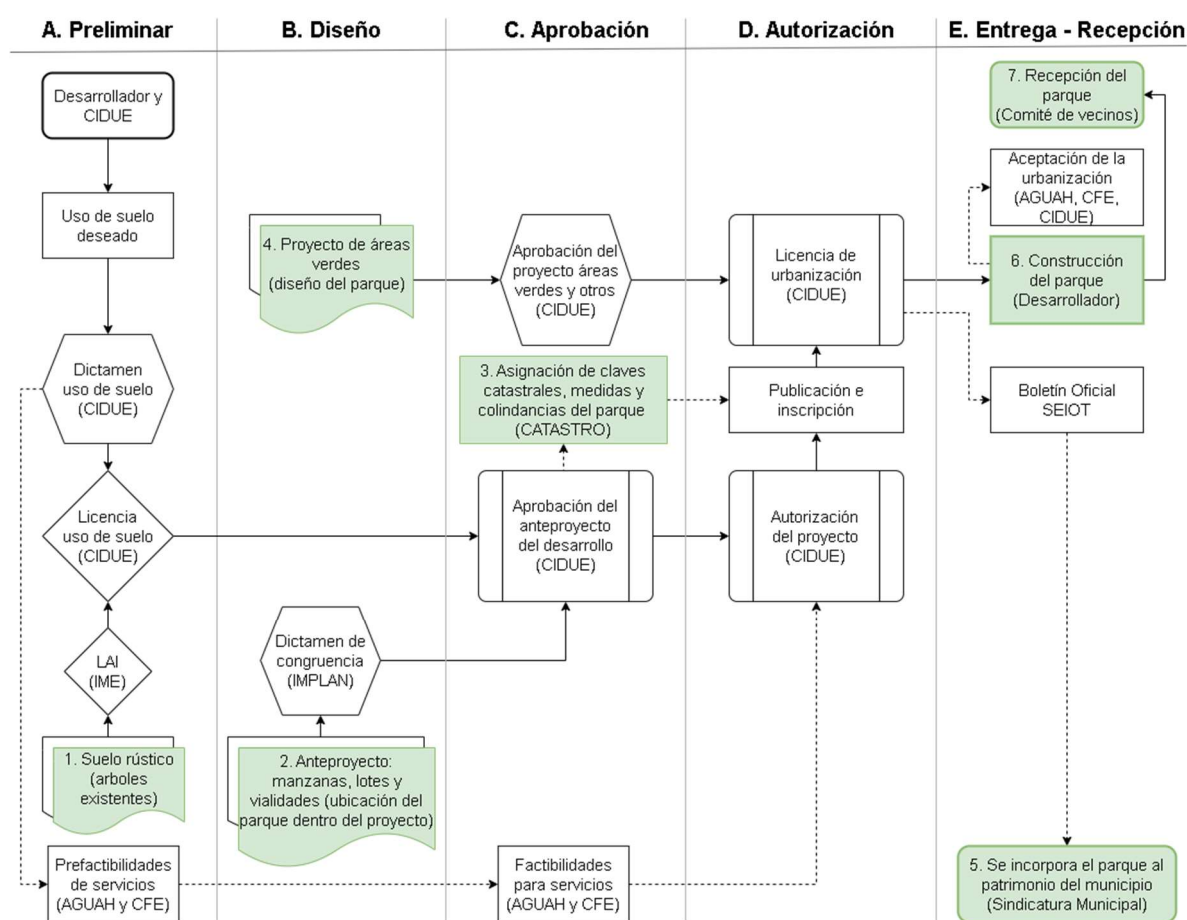 A. Preliminar
B. Diseño
C. Aprobación
D. Autorización
E. Entrega - Recepción
Desarrollador y
CIDUE
Uso de suelo
deseado
Dictamen
uso de suelo
(CIDUE)
Licencia
uso de suelo
(CIDUE)
LAI
(IME)
1. Suelo rústico
(arboles
existentes)
Prefactibilidades
de servicios
(AGUAH y CFE)
4. Proyecto de áreas
verdes
(diseño del parque)
Dictamen de
congruencia
(IMPLAN)
2. Anteproyecto:
manzanas, lotes y
vialidades (ubicación del
parque dentro del proyecto)
Aprobación del
proyecto áreas
verdes y otros
(CIDUE)
3. Asignación de claves
catastrales, medidas y
colindancias del parque
(CATASTRO)
Aprobación del
anteproyecto
del desarrollo
(CIDUE)
Factibilidades
para servicios
(AGUAH y CFE)
Licencia de
urbanización
(CIDUE)
Publicación e
inscripción
Autorización
del proyecto
(CIDUE)
7. Recepción del
parque
(Comité de vecinos)
Aceptación de la
urbanización
(AGUAH, CFE,
CIDUE)
6. Construcción
del parque
(Desarrollador)
Boletín Oficial
SEIOT
5. Se incorpora el parque al
patrimonio del municipio
(Sindicatura Municipal)